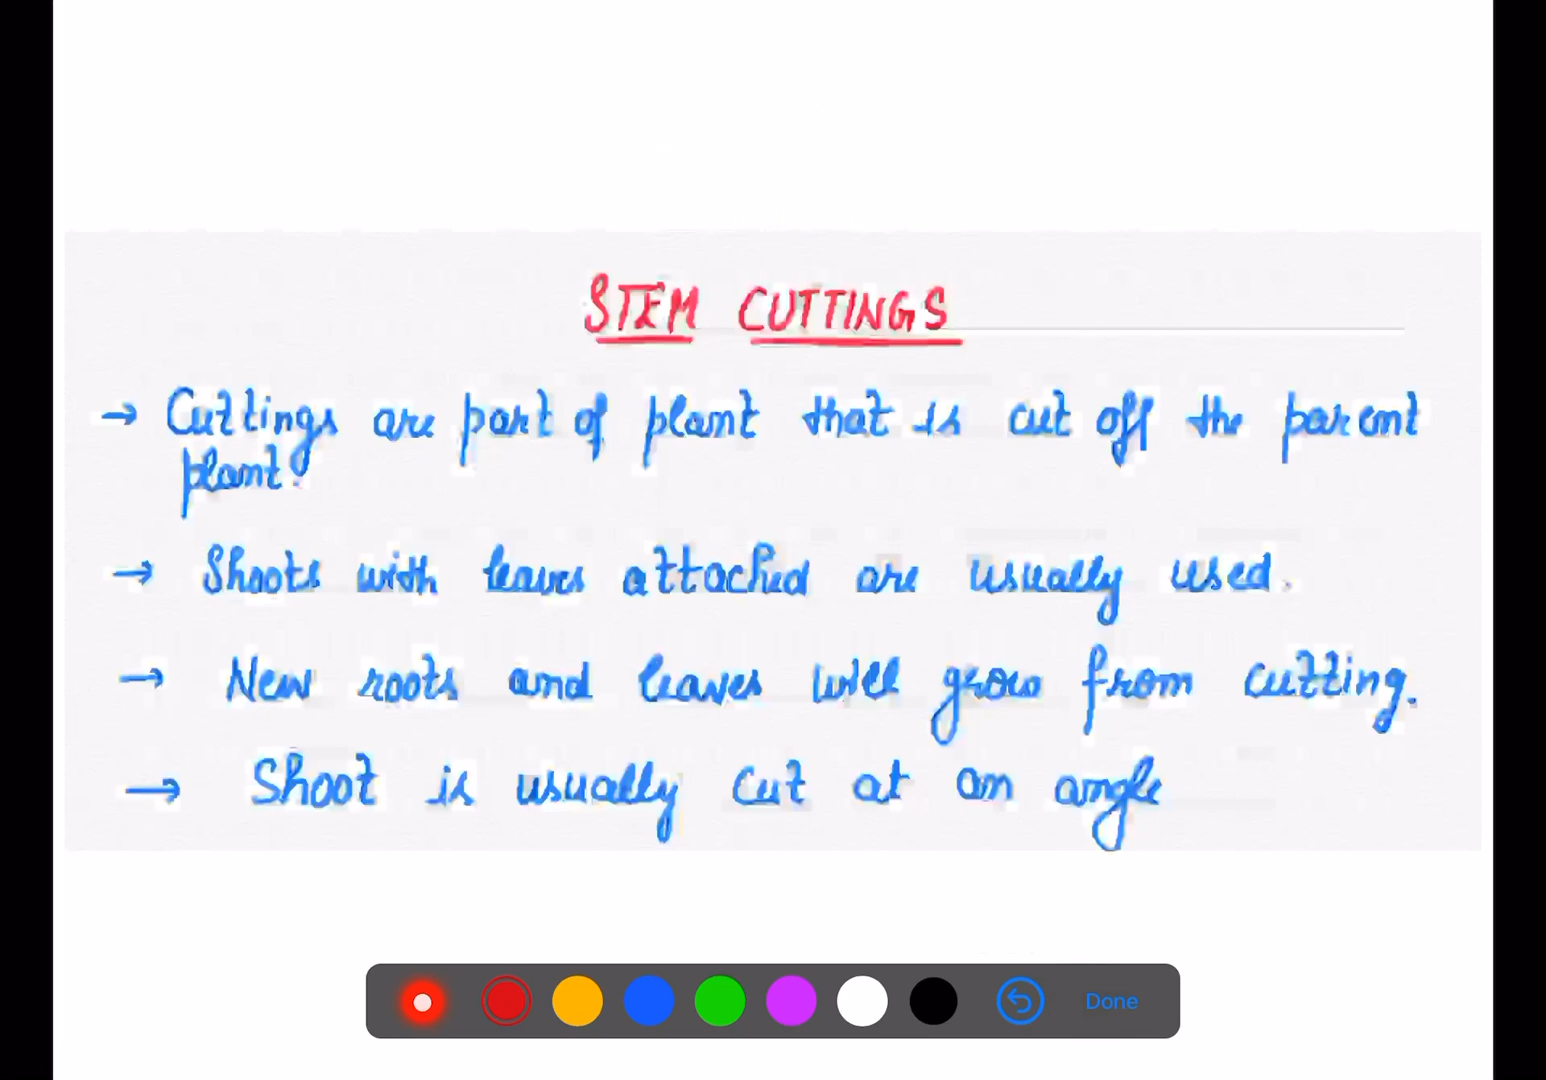 STEM CUTTINGS
→ Cuttings are part of plant that is cut off the parent
plant.
→ Shoots with leaves attached are usually used.
→ New roots and leaves will grow from cutting.
→ Shoot is usually cut at an angle
Done